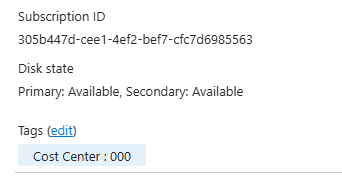 Subscription ID
305b447d-cee1-4ef2-bef7-cfc7d6985563
Disk state
Primary: Available, Secondary: Available
Tags (edit)
Cost Center : 000